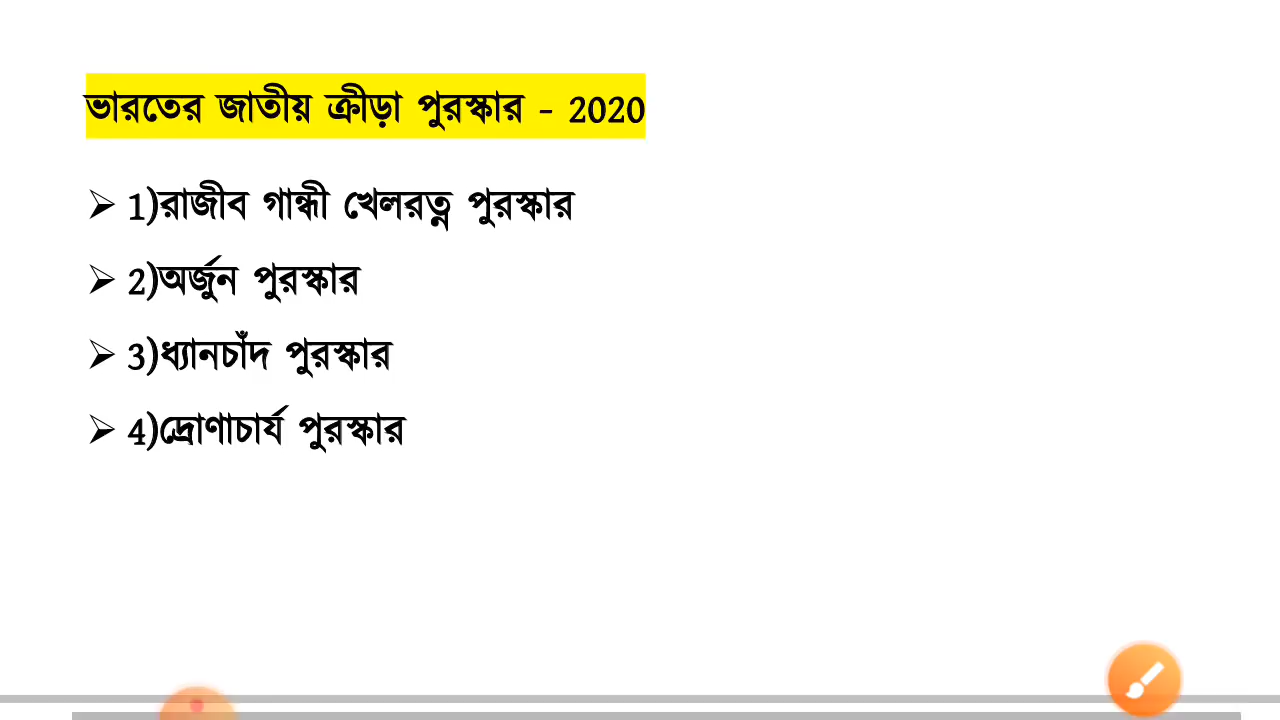 ভারতের জাতীয় ক্রীড়া পুরস্কার - 2020
➢ 1)রাজীব গান্ধী খেলরত্ন পুরস্কার
➢ 2)অর্জুন পুরস্কার
➢ 3)ধ্যানচাঁদ পুরস্কার
➢ 4)দ্রোণাচার্য পুরস্কার